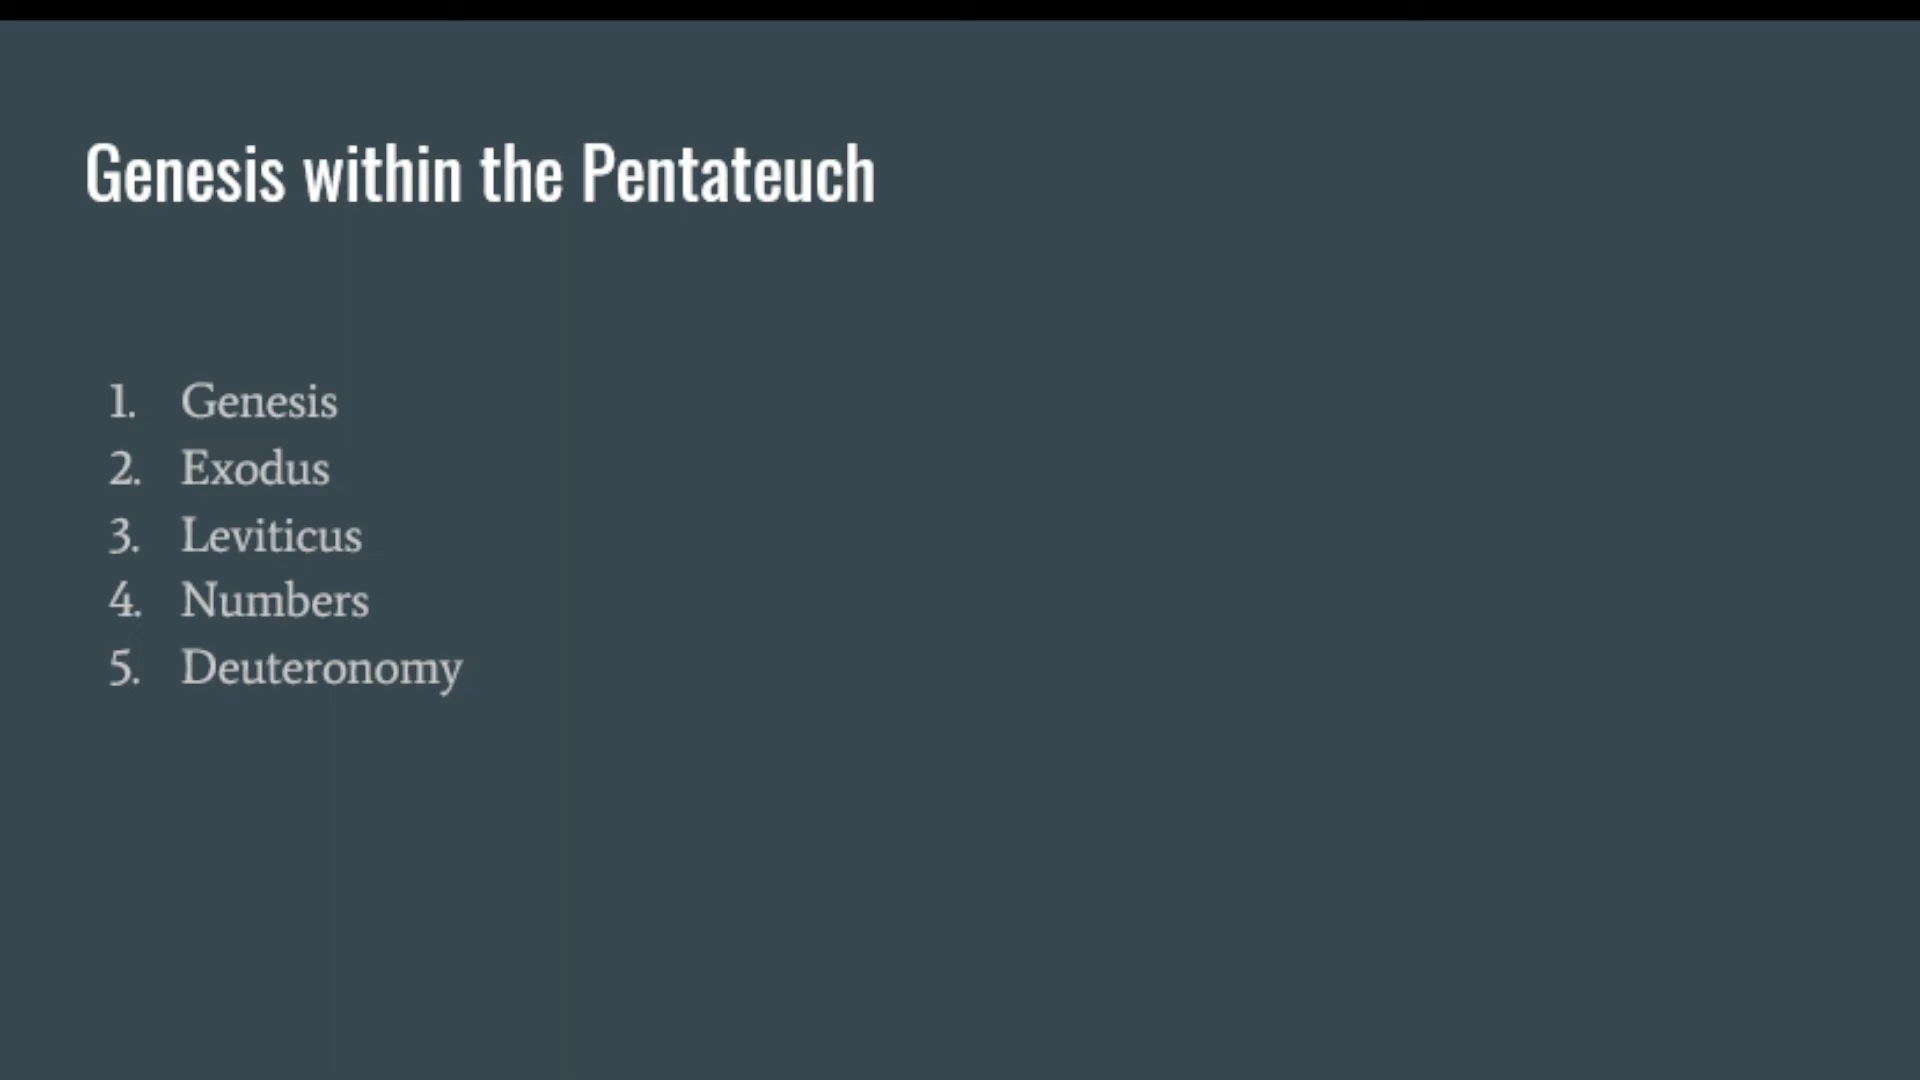 Genesis within the Pentateuch
1. Genesis
2. Exodus
3. Leviticus
4. Numbers
5. Deuteronomy